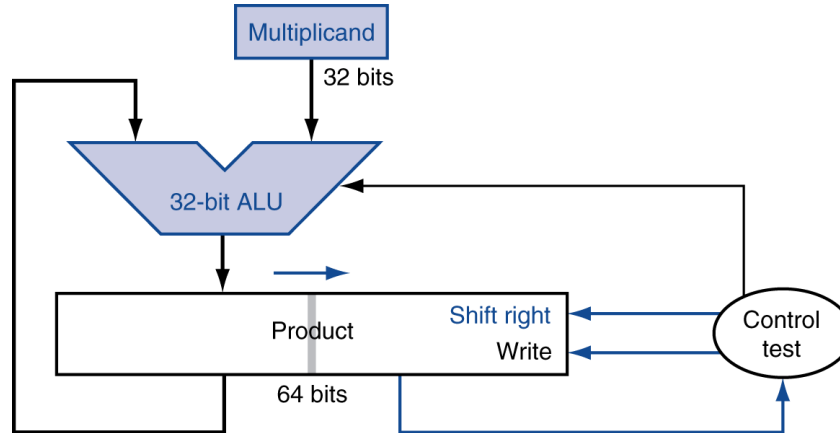 Multiplicand
32 bits
32-bit ALU
Product
Shift right
Write
Control
test
64 bits